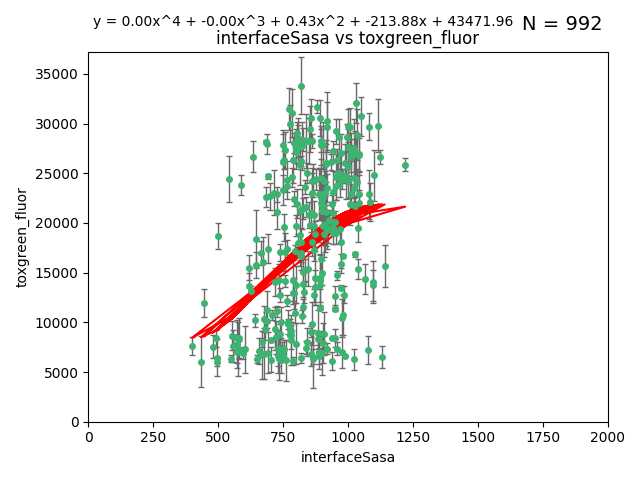 y = 0.00x^4 + -0.00x^3 + 0.43x^2 + -213.88x + 43471.96
N = 992
interfaceSasa vs toxgreen_fluor
35000
30000
25000
20000
15000
10000
5000
0
toxgreen_fluor
0 250 500 750 1000 1250 1500 1750 2000
interfaceSasa